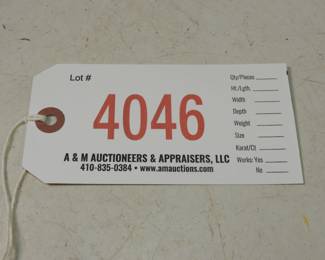 Lot #
4046
A & M AUCTIONEERS & APPRAISERS, LLC
410-835-0384 • www.amauctions.com
Qty/Pieces
Ht./Lgth.
Width
Depth
Weight
Size
Karat/Ct
Works: Yes
No